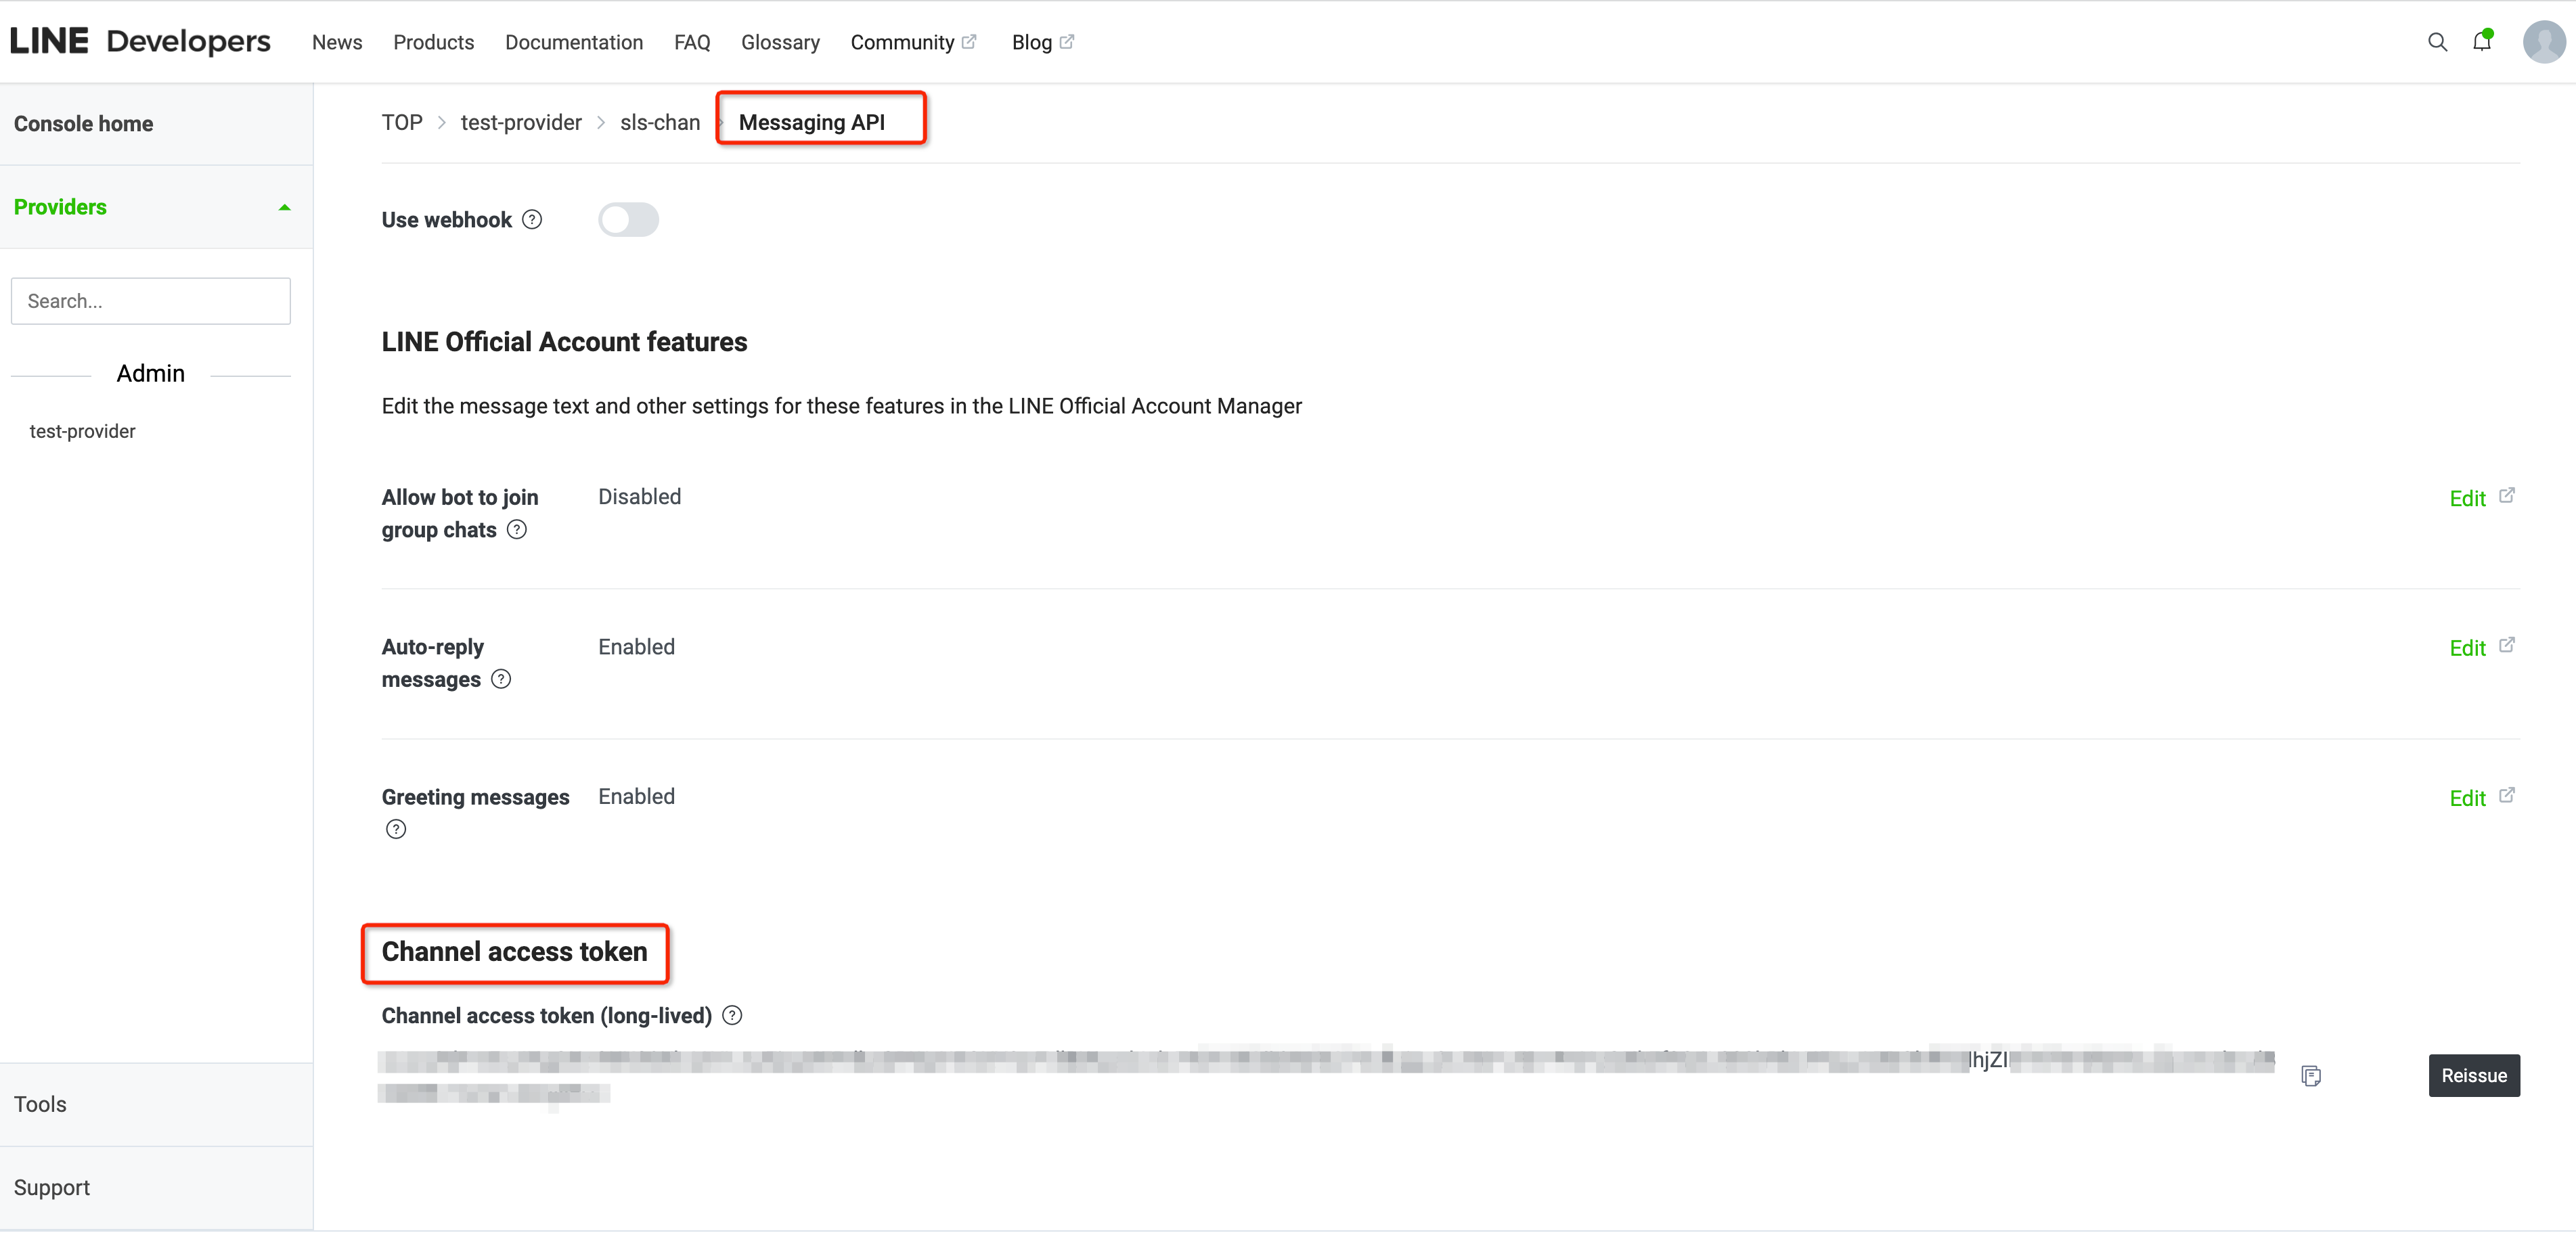 LINE Developers News Products Documentation FAQ Glossary Community Blog
Console home
Providers
Search...
Admin
test-provider
Tools
Support
TOP > test-provider > sls-chan > Messaging API
Use webhook
LINE Official Account features
Edit the message text and other settings for these features in the LINE Official Account Manager
Allow bot to join Disabled Edit
group chats
Auto-reply Enabled Edit
messages
Greeting messages Enabled Edit
Channel access token
Channel access token (long-lived)
Reissue